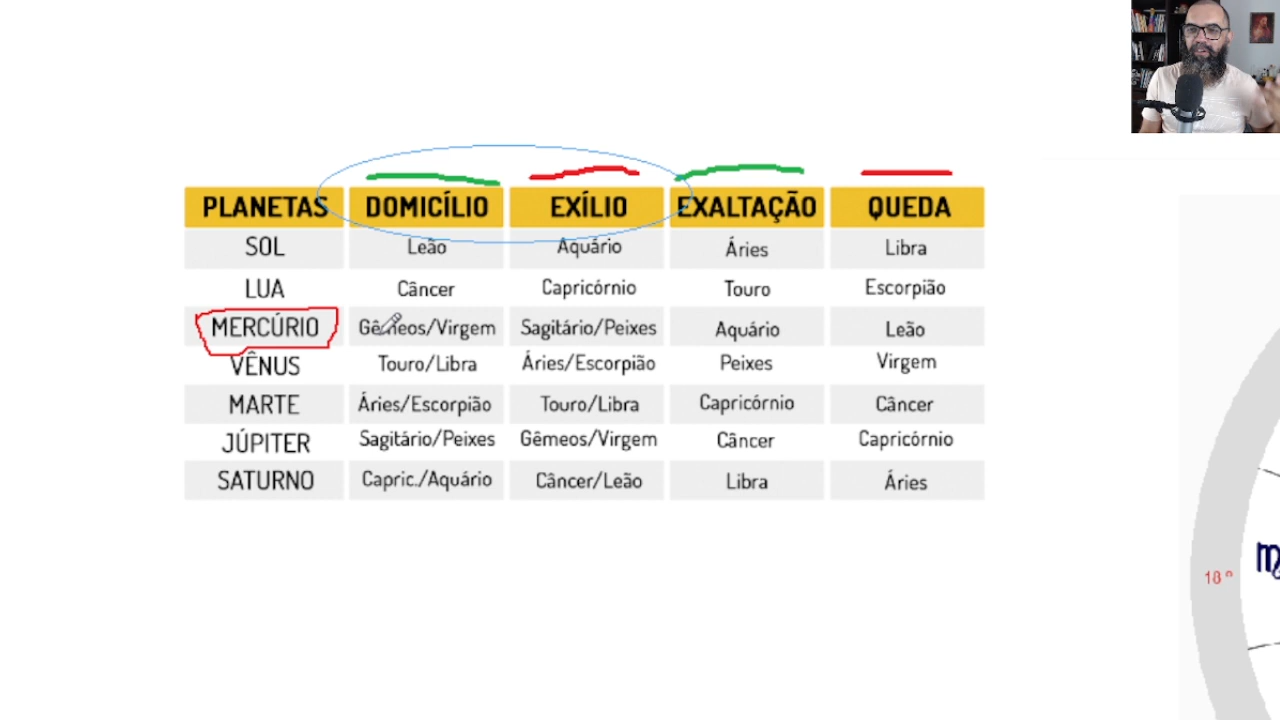 PLANETAS DOMICÍLIO EXÍLIO EXALTAÇÃO QUEDA
SOL Leão Aquário Áries Libra
LUA Câncer Capricórnio Touro Escorpião
MERCÚRIO Gêmeos/Virgem Sagitário/Peixes Aquário Leão
VÊNUS Touro/Libra Áries/Escorpião Peixes Virgem
MARTE Áries/Escorpião Touro/Libra Capricórnio Câncer
JÚPITER Sagitário/Peixes Gêmeos/Virgem Câncer Capricórnio
SATURNO Capric./Aquário Câncer/Leão Libra Áries
18º